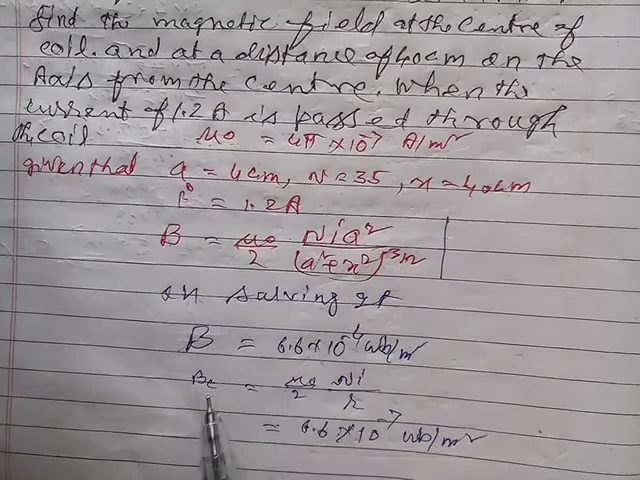 find the magnetic field at the centre of
coil. and at a distance of 40cm on the
Axis from the centre. when the
current of 1.2 A is passed through
the coil μ₀ = 4π × 10⁻⁷ A/m²
given that a = 4cm, N = 35, x = 40cm
i = 1.2A
B = μ₀/2 Nia²/(a²+x²)^3/2
on solving it
B = 6.6 × 10⁻⁴ wb/m²
Bc = μ₀/2 Ni/r
= 6.6 × 10⁻⁷ wb/m²